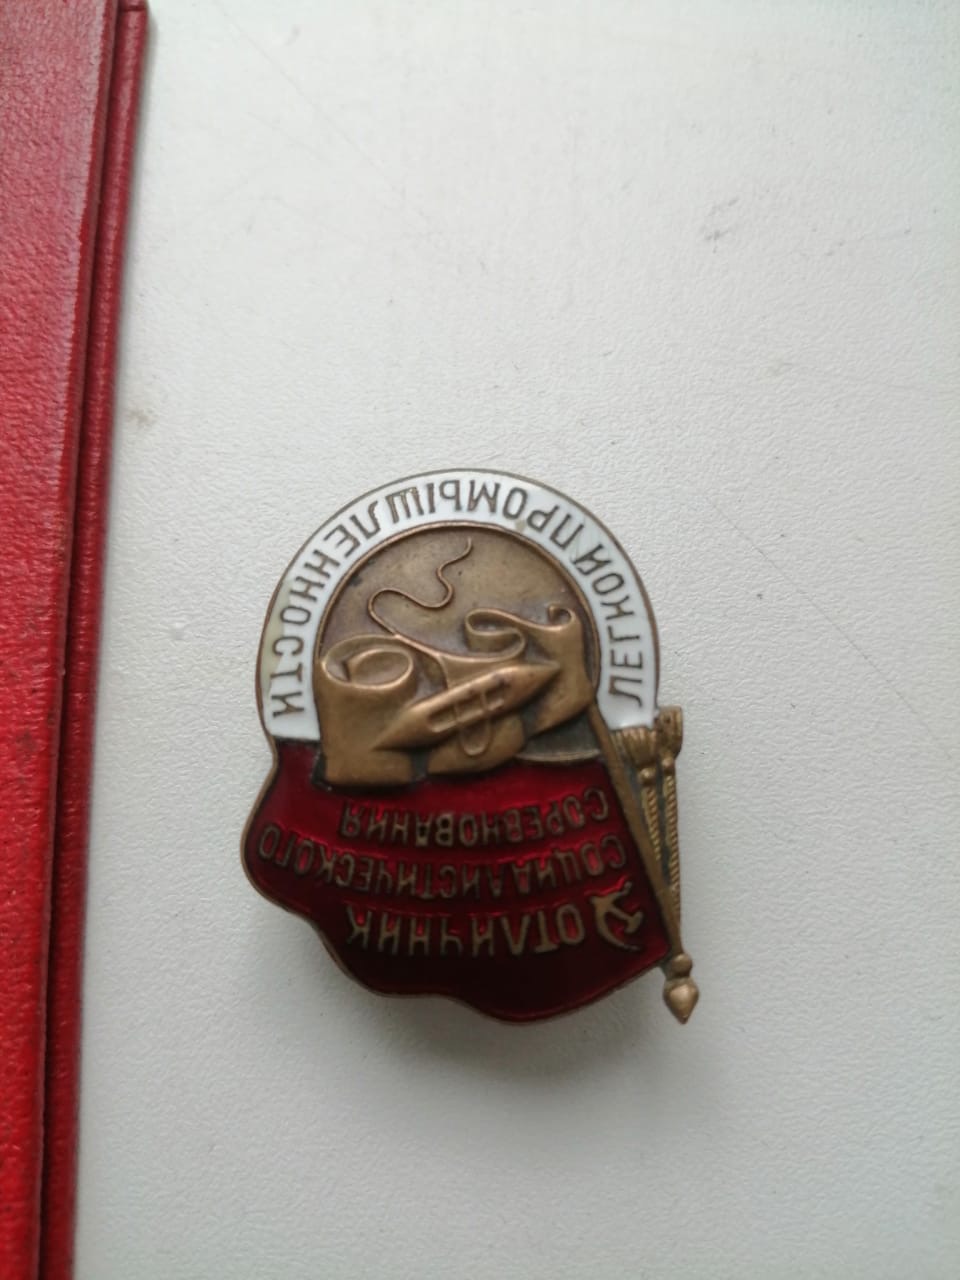 ОТЛИЧНИК
СОЦИАЛИСТИЧЕСКОГО
СОРЕВНОВАНИЯ
ЛЕГКОЙ ПРОМЫШЛЕННОСТИ